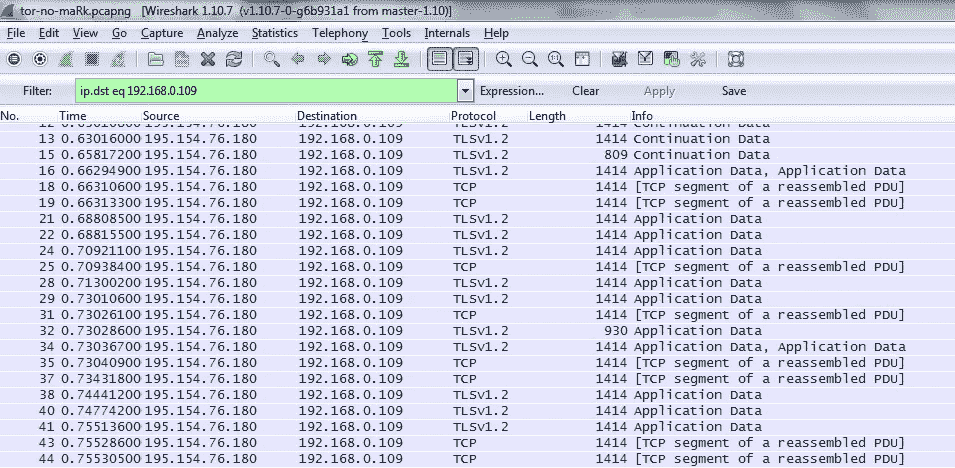 tor-no-maRk.pcapng [Wireshark 1.10.7 (v1.10.7-0-g6b931a1 from master-1.10)]
File Edit View Go Capture Analyze Statistics Telephony Tools Internals Help
Filter: ip.dst eq 192.168.0.109 Expression... Clear Apply Save
No. Time Source Destination Protocol Length Info
12 0.63016000 195.154.76.180 192.168.0.109 TLSv1.2 1414 Continuation Data
13 0.63016000 195.154.76.180 192.168.0.109 TLSv1.2 1414 Continuation Data
15 0.65817200 195.154.76.180 192.168.0.109 TLSv1.2 809 Continuation Data
16 0.66294900 195.154.76.180 192.168.0.109 TLSv1.2 1414 Application Data, Application Data
18 0.66310600 195.154.76.180 192.168.0.109 TCP 1414 [TCP segment of a reassembled PDU]
19 0.66313300 195.154.76.180 192.168.0.109 TCP 1414 [TCP segment of a reassembled PDU]
21 0.68808500 195.154.76.180 192.168.0.109 TLSv1.2 1414 Application Data
22 0.68815500 195.154.76.180 192.168.0.109 TLSv1.2 1414 Application Data
24 0.70921100 195.154.76.180 192.168.0.109 TLSv1.2 1414 Application Data
25 0.70938400 195.154.76.180 192.168.0.109 TCP 1414 [TCP segment of a reassembled PDU]
28 0.71300200 195.154.76.180 192.168.0.109 TLSv1.2 1414 Application Data
29 0.73010600 195.154.76.180 192.168.0.109 TLSv1.2 1414 Application Data
31 0.73026100 195.154.76.180 192.168.0.109 TCP 1414 [TCP segment of a reassembled PDU]
32 0.73028600 195.154.76.180 192.168.0.109 TLSv1.2 930 Application Data
34 0.73036700 195.154.76.180 192.168.0.109 TLSv1.2 1414 Application Data, Application Data
35 0.73040900 195.154.76.180 192.168.0.109 TCP 1414 [TCP segment of a reassembled PDU]
37 0.73431800 195.154.76.180 192.168.0.109 TCP 1414 [TCP segment of a reassembled PDU]
38 0.74441200 195.154.76.180 192.168.0.109 TLSv1.2 1414 Application Data
40 0.74774200 195.154.76.180 192.168.0.109 TLSv1.2 1414 Application Data
41 0.75513600 195.154.76.180 192.168.0.109 TLSv1.2 1414 Application Data
43 0.75528600 195.154.76.180 192.168.0.109 TCP 1414 [TCP segment of a reassembled PDU]
44 0.75530500 195.154.76.180 192.168.0.109 TCP 1414 [TCP segment of a reassembled PDU]